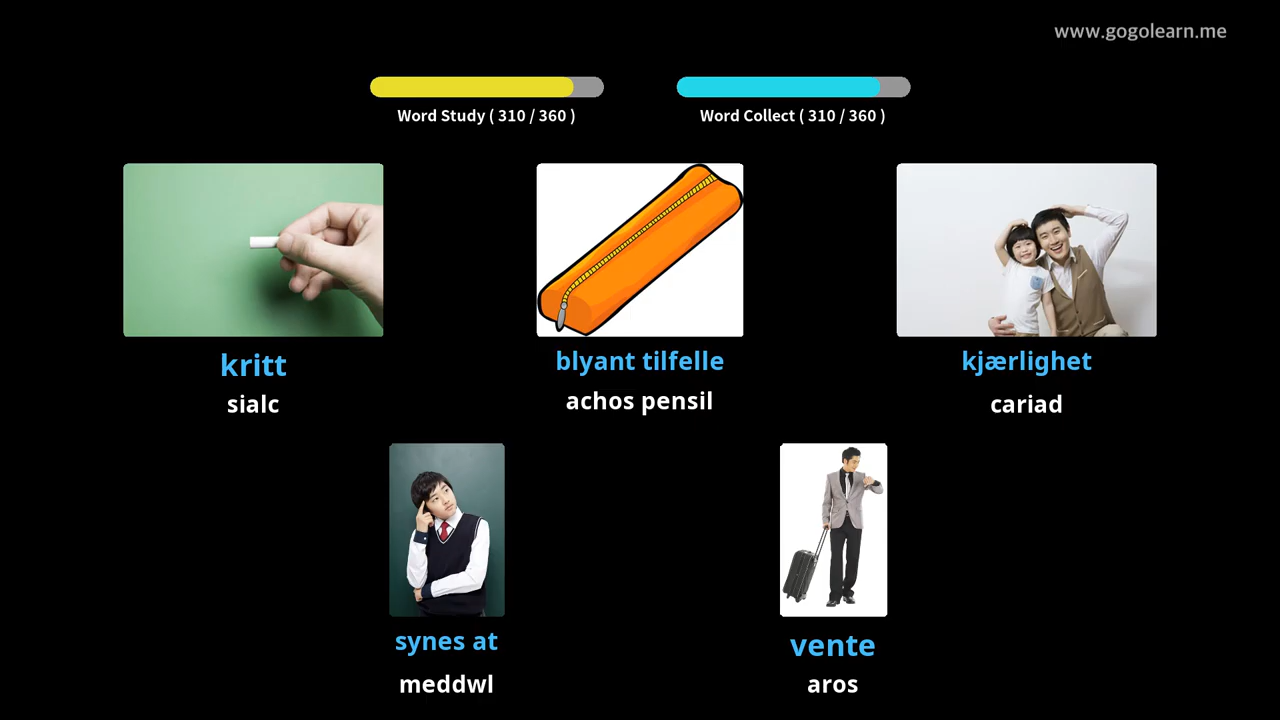 www.gogolearn.me
Word Study ( 310 / 360 )
Word Collect ( 310 / 360 )
kritt
blyant tilfelle
kjærlighet
sialc
achos pensil
cariad
synes at
vente
meddwl
aros